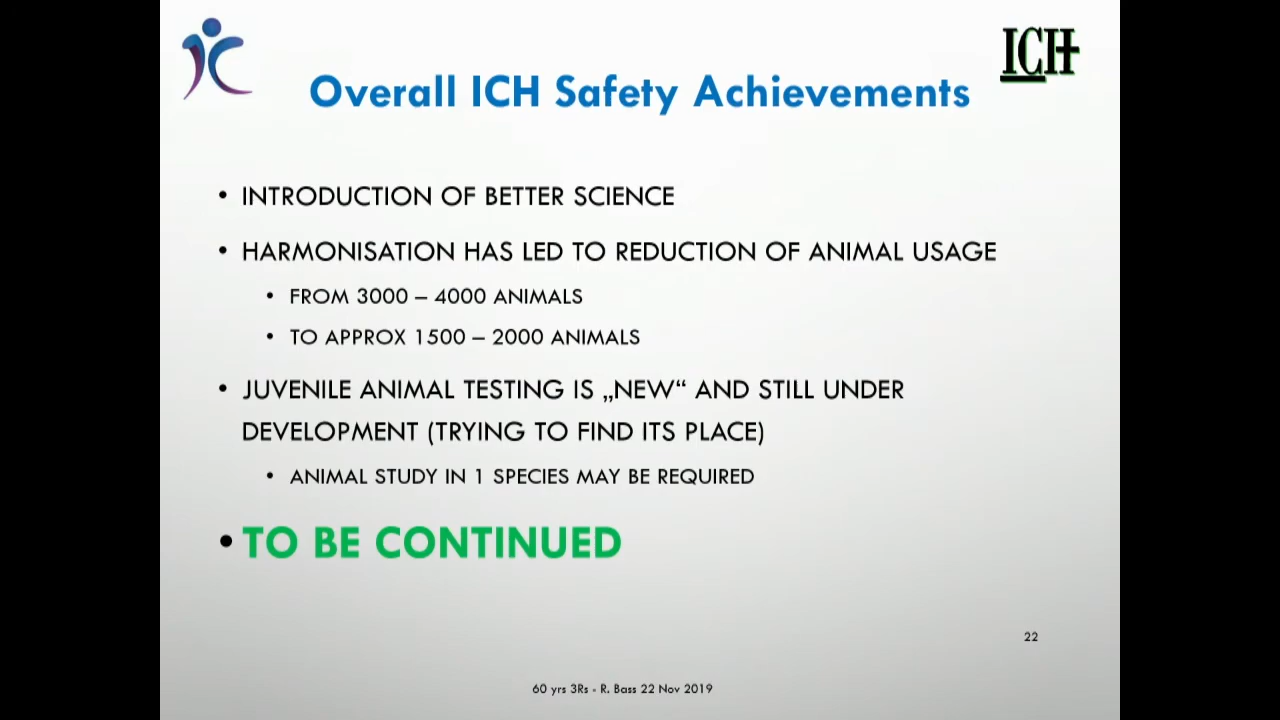 ICH
Overall ICH Safety Achievements
• INTRODUCTION OF BETTER SCIENCE
• HARMONISATION HAS LED TO REDUCTION OF ANIMAL USAGE
• FROM 3000 – 4000 ANIMALS
• TO APPROX 1500 – 2000 ANIMALS
• JUVENILE ANIMAL TESTING IS „NEW“ AND STILL UNDER
DEVELOPMENT (TRYING TO FIND ITS PLACE)
• ANIMAL STUDY IN 1 SPECIES MAY BE REQUIRED
• TO BE CONTINUED
22
60 yrs 3Rs - R. Bass 22 Nov 2019